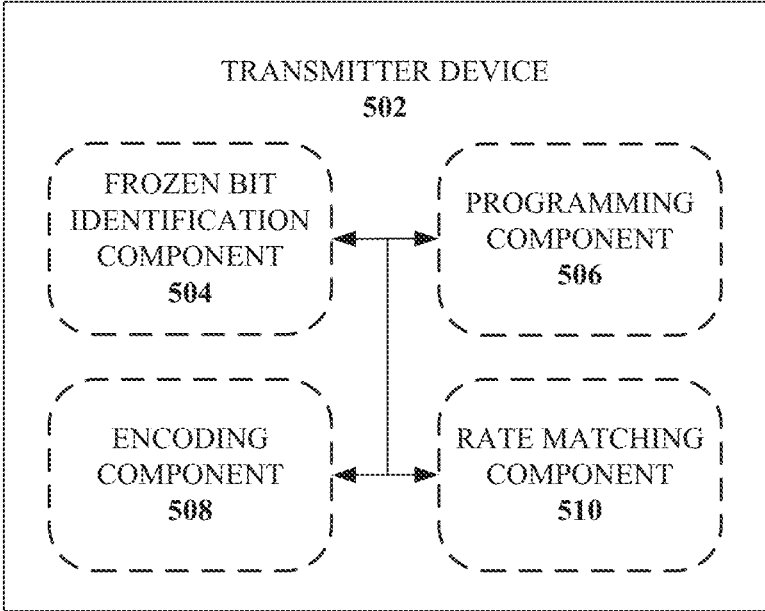 TRANSMITTER DEVICE
502
FROZEN BIT
IDENTIFICATION
COMPONENT
504
PROGRAMMING
COMPONENT
506
ENCODING
COMPONENT
508
RATE MATCHING
COMPONENT
510